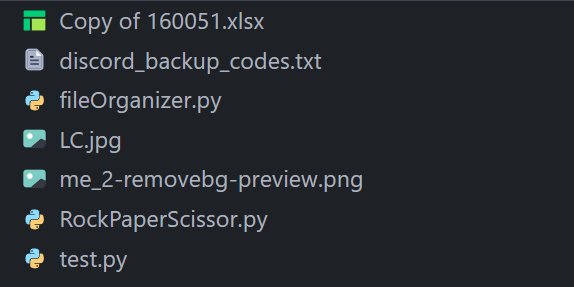 Copy of 160051.xlsx
discord_backup_codes.txt
fileOrganizer.py
LC.jpg
me_2-removebg-preview.png
RockPaperScissor.py
test.py